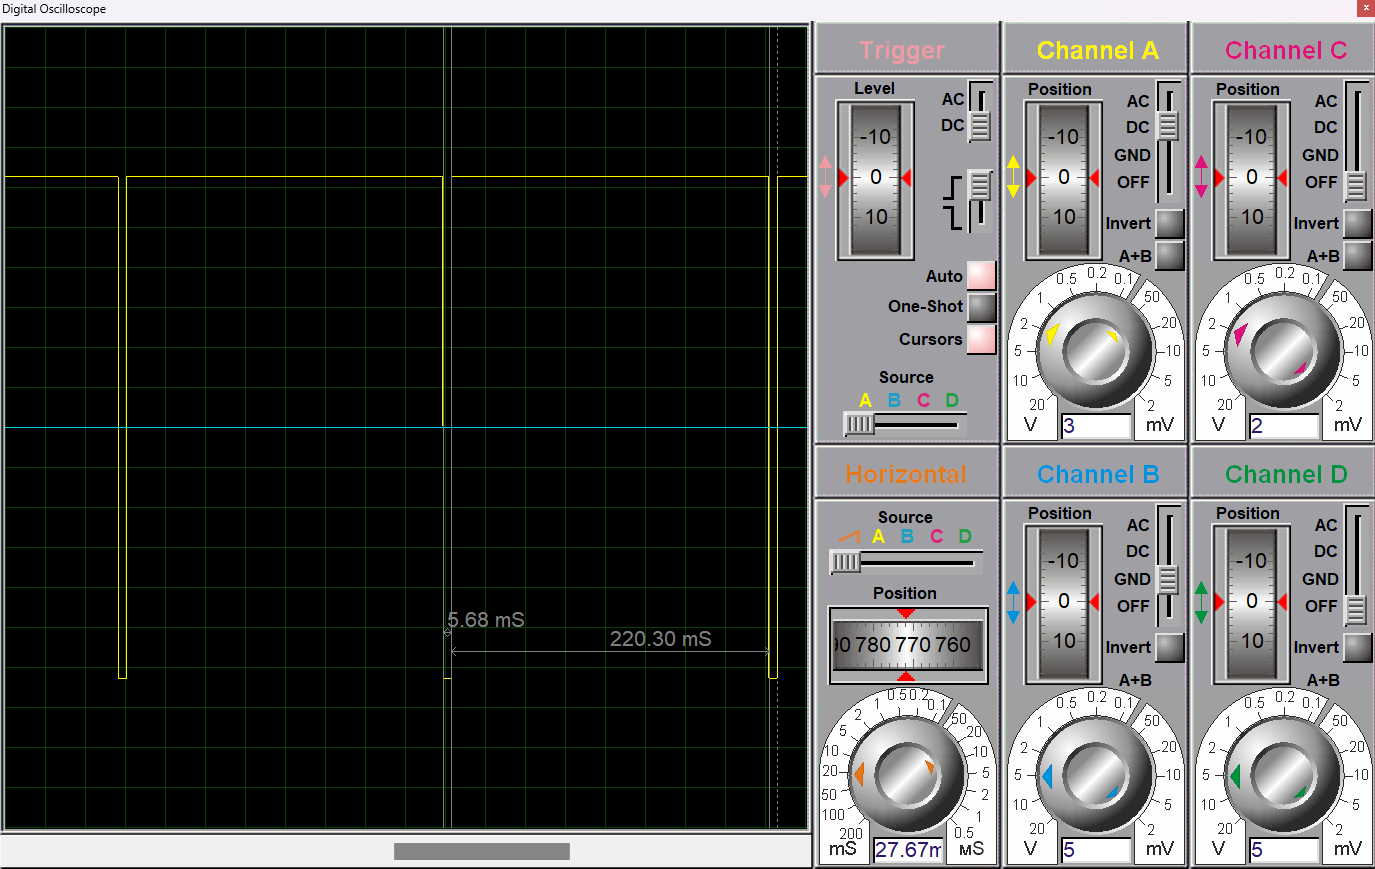 Digital Oscilloscope
x
5.68 mS
220.30 mS
Trigger
Level
-10
0
10
AC
DC
Auto
One-Shot
Cursors
Source
A B C D
Channel A
Position
-10
0
10
AC
DC
GND
OFF
Invert
A+B
0.5 0.2 0.1
1 50
2 20
5 10
10 5
20 2
V 3 mV
Channel C
Position
-10
0
10
AC
DC
GND
OFF
Invert
A+B
0.5 0.2 0.1
1 50
2 20
5 10
10 5
20 2
V 2 mV
Horizontal
Source
A B C D
Position
90 780 770 760
1 0.5 0.2 0.1
2 50
5 20
10 10
20 5
50 2
100 1
200 0.5
mS 27.67m мS
Channel B
Position
-10
0
10
AC
DC
GND
OFF
Invert
A+B
0.5 0.2 0.1
1 50
2 20
5 10
10 5
20 2
V 5 mV
Channel D
Position
-10
0
10
AC
DC
GND
OFF
Invert
A+B
0.5 0.2 0.1
1 50
2 20
5 10
10 5
20 2
V 5 mV